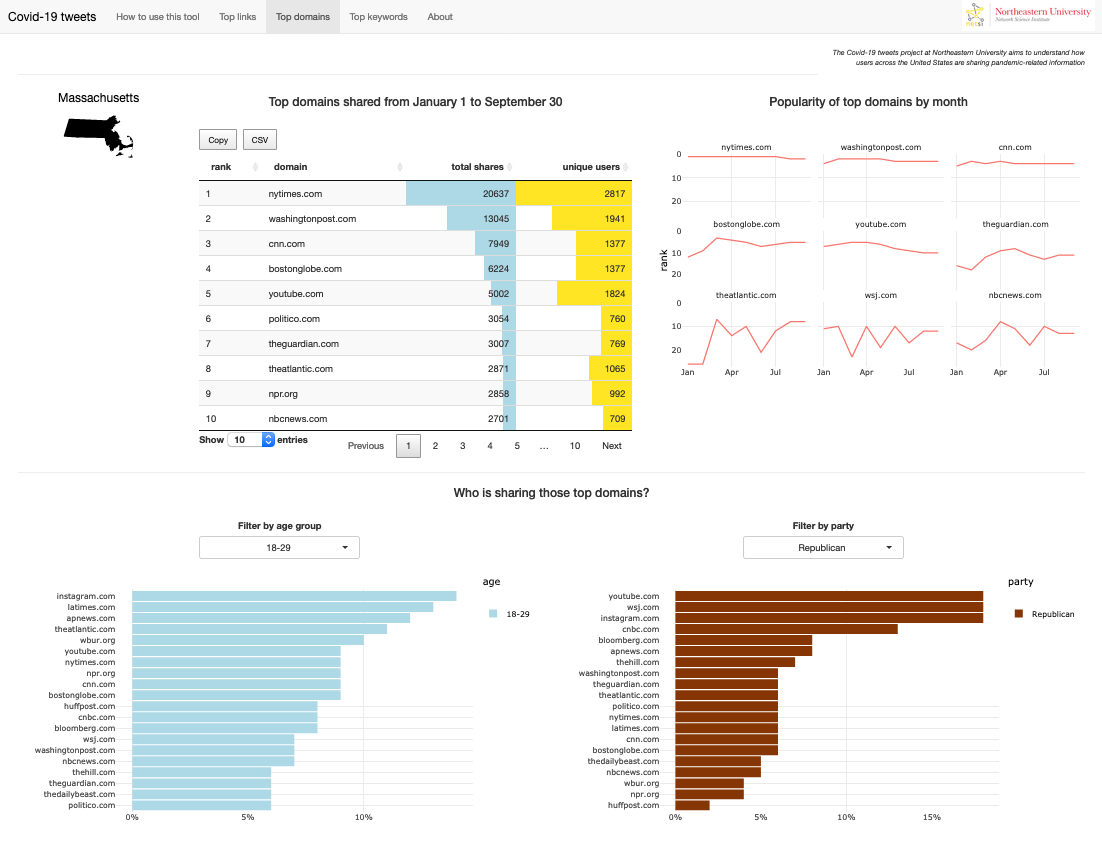 Covid-19 tweets How to use this tool Top links Top domains Top keywords About
netsi Northeastern University
Network Science Institute
The Covid-19 tweets project at Northeastern University aims to understand how
users across the United States are sharing pandemic-related information
Massachusetts
Top domains shared from January 1 to September 30
Copy CSV
rank domain total shares unique users
1 nytimes.com 20637 2817
2 washingtonpost.com 13045 1941
3 cnn.com 7949 1377
4 bostonglobe.com 6224 1377
5 youtube.com 5002 1824
6 politico.com 3054 760
7 theguardian.com 3007 769
8 theatlantic.com 2871 1065
9 npr.org 2858 992
10 nbcnews.com 2701 709
Show 10 entries
Previous 1 2 3 4 5 ... 10 Next
Popularity of top domains by month
nytimes.com washingtonpost.com cnn.com
0
10
20
bostonglobe.com youtube.com theguardian.com
0
10
20
rank
theatlantic.com wsj.com nbcnews.com
0
10
20
Jan Apr Jul Jan Apr Jul Jan Apr Jul
Who is sharing those top domains?
Filter by age group
18-29
age
18-29
instagram.com
latimes.com
apnews.com
theatlantic.com
wbur.org
youtube.com
nytimes.com
npr.org
cnn.com
bostonglobe.com
huffpost.com
cnbc.com
bloomberg.com
wsj.com
washingtonpost.com
nbcnews.com
thehill.com
theguardian.com
thedailybeast.com
politico.com
0% 5% 10%
Filter by party
Republican
party
Republican
youtube.com
wsj.com
instagram.com
cnbc.com
bloomberg.com
apnews.com
thehill.com
washingtonpost.com
theguardian.com
theatlantic.com
politico.com
nytimes.com
latimes.com
cnn.com
bostonglobe.com
thedailybeast.com
nbcnews.com
wbur.org
npr.org
huffpost.com
0% 5% 10% 15%